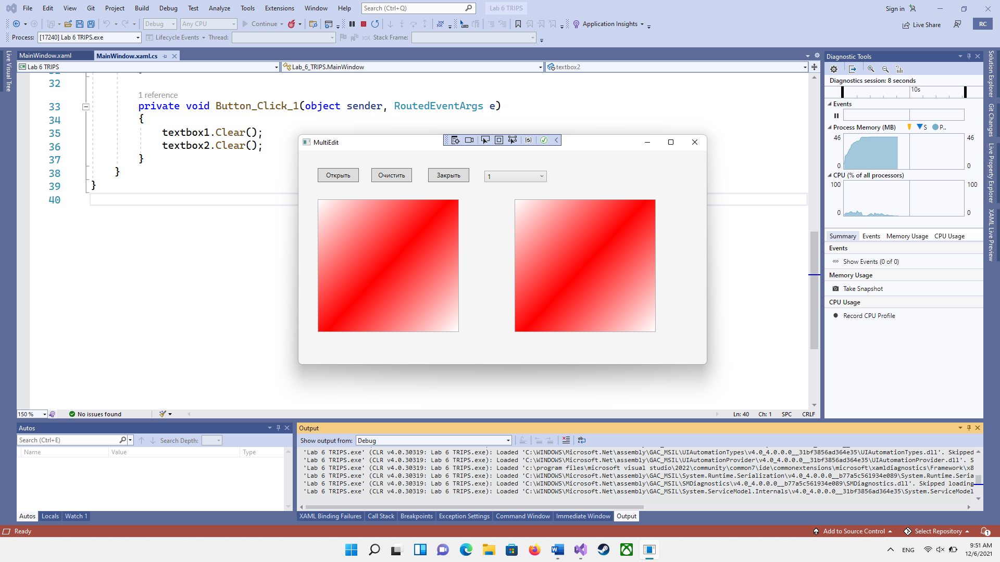 File Edit View Git Project Build Debug Test Analyze Tools Extensions Window Help Search (Ctrl+Q) Lab 6 TRIPS Sign in
Debug Any CPU Continue Application Insights Live Share RC
Process: [17240] Lab 6 TRIPS.exe Lifecycle Events Thread: Stack Frame:
Live Visual Tree
MainWindow.xaml MainWindow.xaml.cs
Lab 6 TRIPS Lab_6_TRIPS.MainWindow textbox2
32
1 reference
33 private void Button_Click_1(object sender, RoutedEventArgs e)
34 {
35 textbox1.Clear();
36 textbox2.Clear();
37 }
38 }
39 }
40
MultiEdit
Открыть Очистить Закрыть 1
150 % No issues found Ln: 40 Ch: 1 SPC CRLF
Diagnostic Tools
Diagnostics session: 8 seconds
10s
Events
Process Memory (MB) S P..
46 46
0 0
CPU (% of all processors)
100 100
0 0
Summary Events Memory Usage CPU Usage
Events
Show Events (0 of 0)
Memory Usage
Take Snapshot
CPU Usage
Record CPU Profile
Solution Explorer
Git Changes
Live Property Explorer
XAML Live Preview
Autos
Search (Ctrl+E) Search Depth:
Name Value Type
Autos Locals Watch 1
Output
Show output from: Debug
'Lab 6 TRIPS.exe' (CLR v4.0.30319: Lab 6 TRIPS.exe): Loaded 'C:\WINDOWS\Microsoft.Net\assembly\GAC_MSIL\UIAutomationTypes\v4.0_4.0.0.0__31bf3856ad364e35\UIAutomationTypes.dll'. Skipped
'Lab 6 TRIPS.exe' (CLR v4.0.30319: Lab 6 TRIPS.exe): Loaded 'C:\WINDOWS\Microsoft.Net\assembly\GAC_MSIL\UIAutomationProvider\v4.0_4.0.0.0__31bf3856ad364e35\UIAutomationProvider.dll'. S
'Lab 6 TRIPS.exe' (CLR v4.0.30319: Lab 6 TRIPS.exe): Loaded 'c:\program files\microsoft visual studio\2022\community\common7\ide\commonextensions\microsoft\xamldiagnostics\Framework\x8
'Lab 6 TRIPS.exe' (CLR v4.0.30319: Lab 6 TRIPS.exe): Loaded 'C:\WINDOWS\Microsoft.Net\assembly\GAC_MSIL\System.Runtime.Serialization\v4.0_4.0.0.0__b77a5c561934e089\System.Runtime.Seria
'Lab 6 TRIPS.exe' (CLR v4.0.30319: Lab 6 TRIPS.exe): Loaded 'C:\WINDOWS\Microsoft.Net\assembly\GAC_MSIL\SMDiagnostics\v4.0_4.0.0.0__b77a5c561934e089\SMDiagnostics.dll'. Skipped loading
'Lab 6 TRIPS.exe' (CLR v4.0.30319: Lab 6 TRIPS.exe): Loaded 'C:\WINDOWS\Microsoft.Net\assembly\GAC_MSIL\System.ServiceModel.Internals\v4.0_4.0.0.0__31bf3856ad364e35\System.ServiceModel
XAML Binding Failures Call Stack Breakpoints Exception Settings Command Window Immediate Window Output
Ready Add to Source Control Select Repository 1
ENG 9:51 AM
12/6/2021